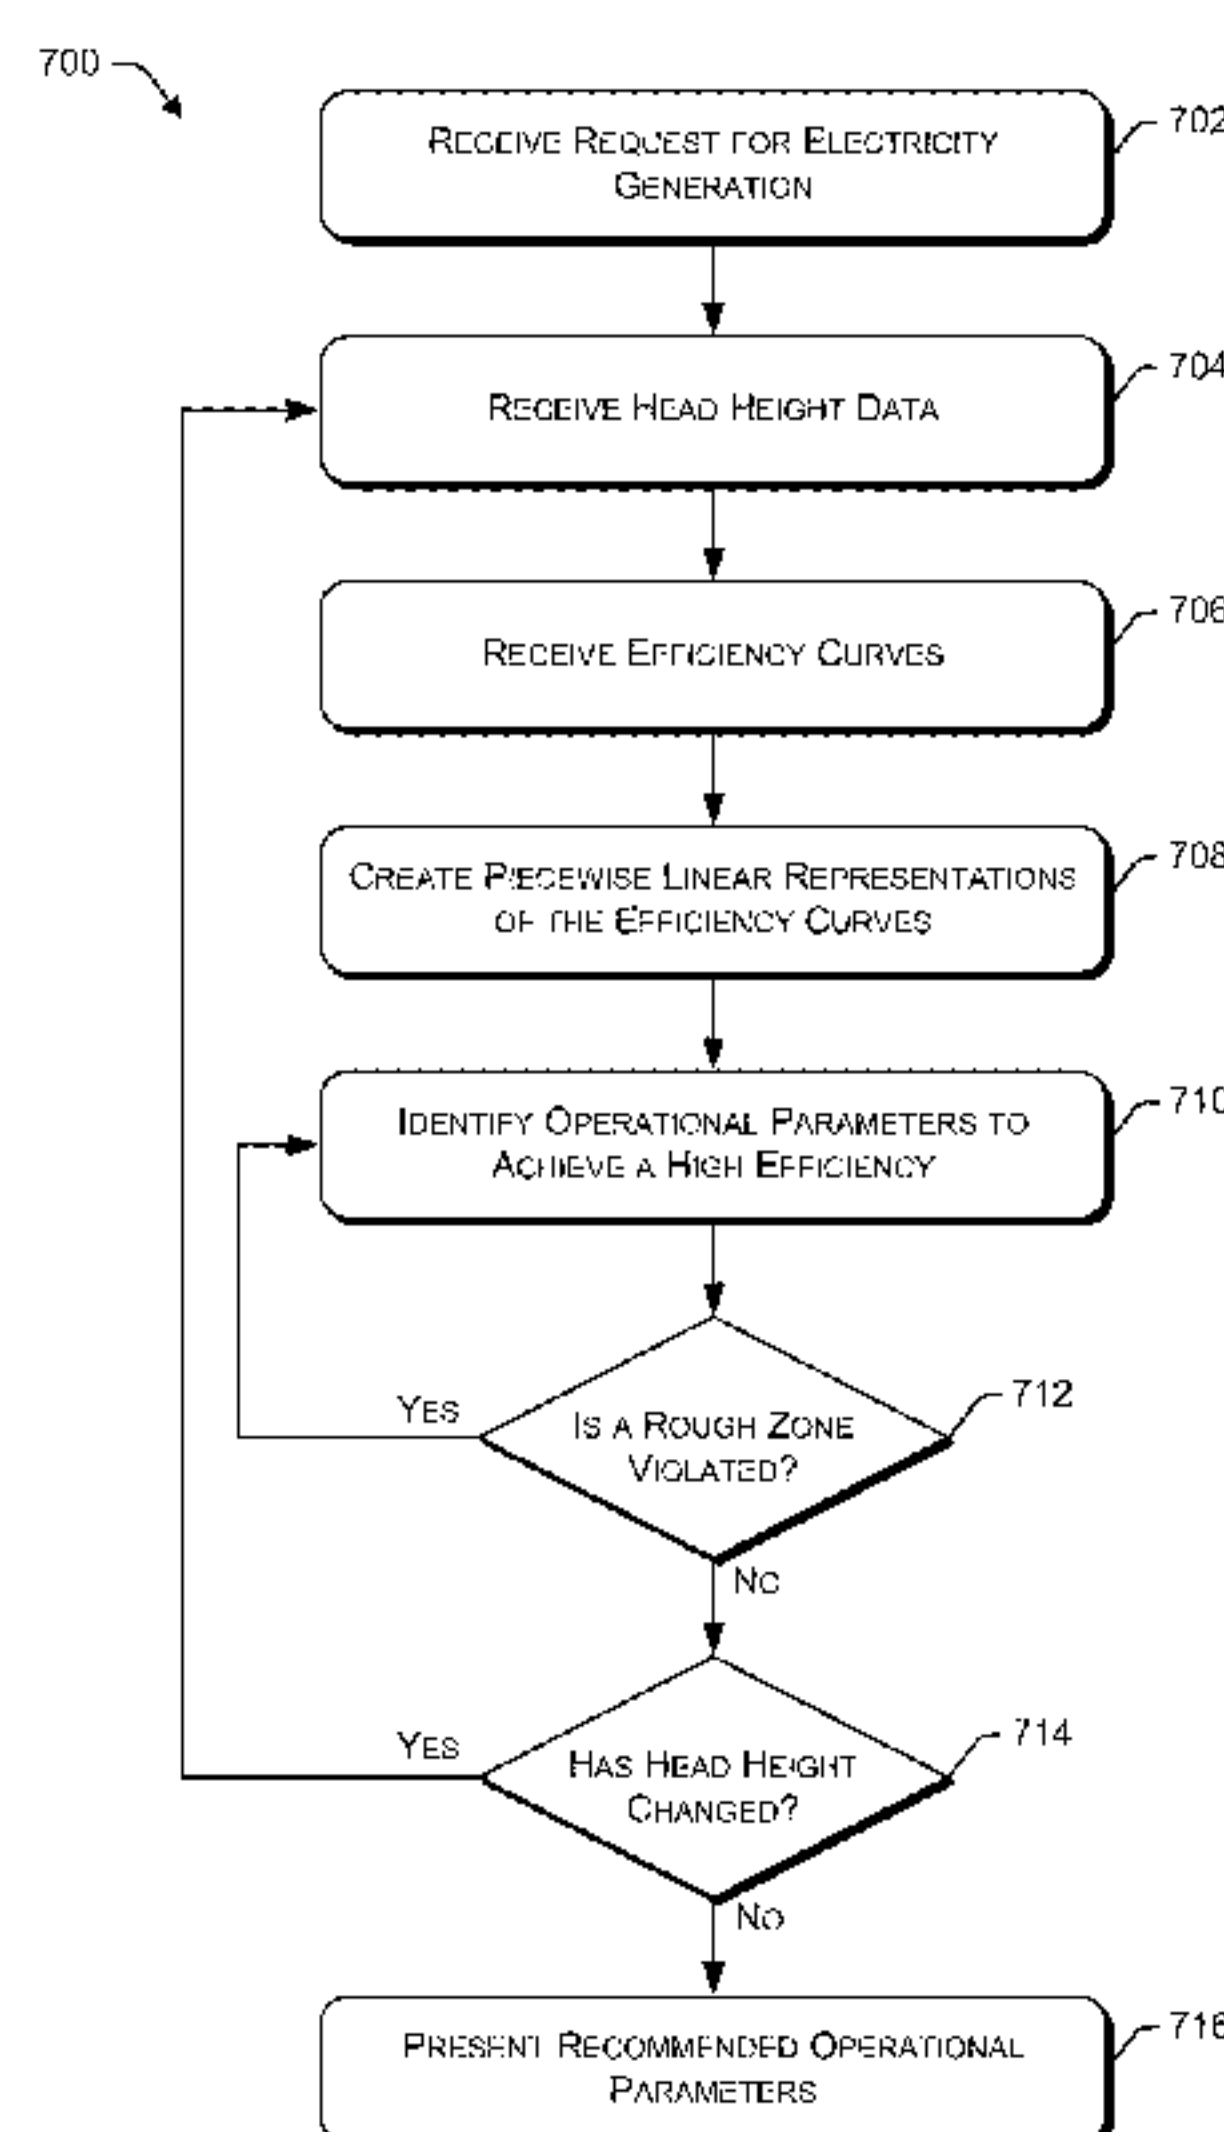 700
702
RECEIVE REQUEST FOR ELECTRICITY
GENERATION
704
RECEIVE HEAD HEIGHT DATA
706
RECEIVE EFFICIENCY CURVES
708
CREATE PIECEWISE LINEAR REPRESENTATIONS
OF THE EFFICIENCY CURVES
710
IDENTIFY OPERATIONAL PARAMETERS TO
ACHIEVE A HIGH EFFICIENCY
712
YES
IS A ROUGH ZONE
VIOLATED?
NO
714
YES
HAS HEAD HEIGHT
CHANGED?
NO
716
PRESENT RECOMMENDED OPERATIONAL
PARAMETERS